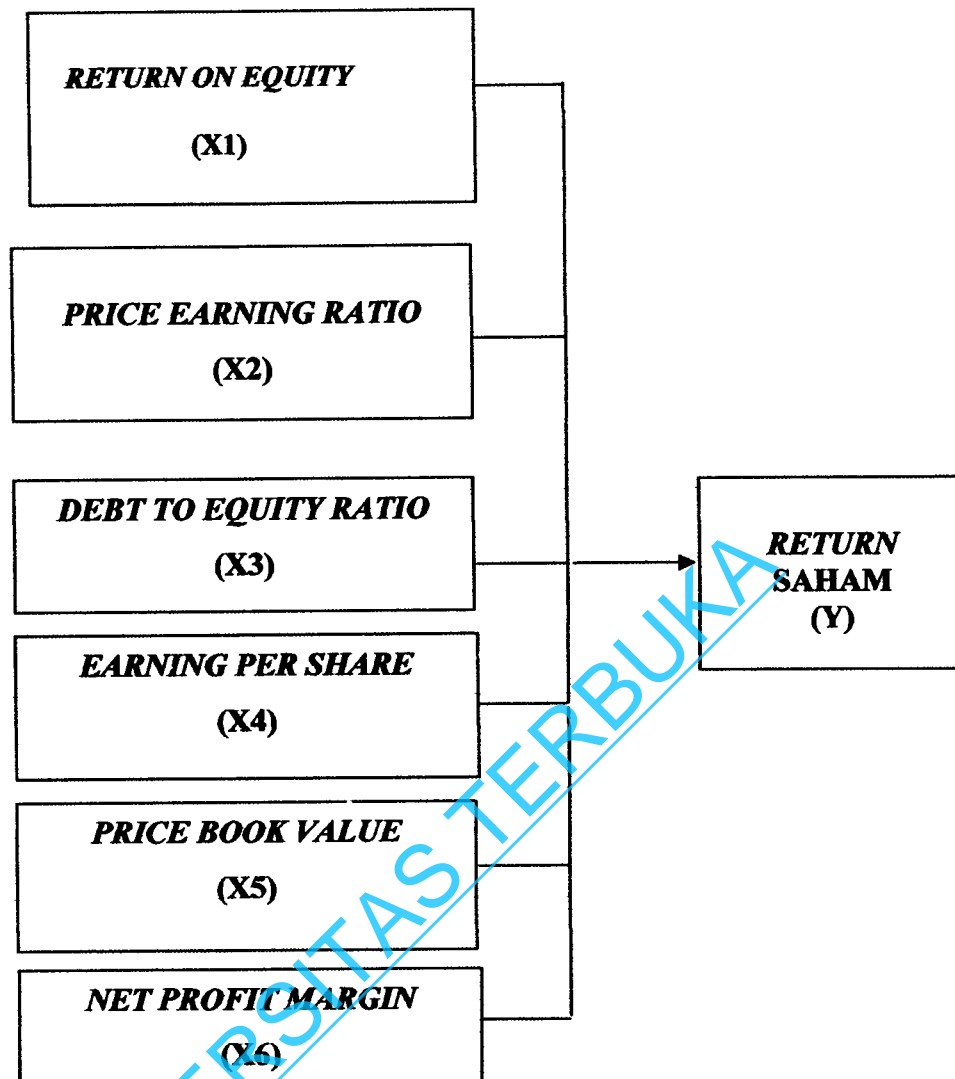 RETURN ON EQUITY
(X1)
PRICE EARNING RATIO
(X2)
DEBT TO EQUITY RATIO
(X3)
EARNING PER SHARE
(X4)
PRICE BOOK VALUE
(X5)
NET PROFIT MARGIN
(X6)
RETURN
SAHAM
(Y)
ERSITAS TERBUKA